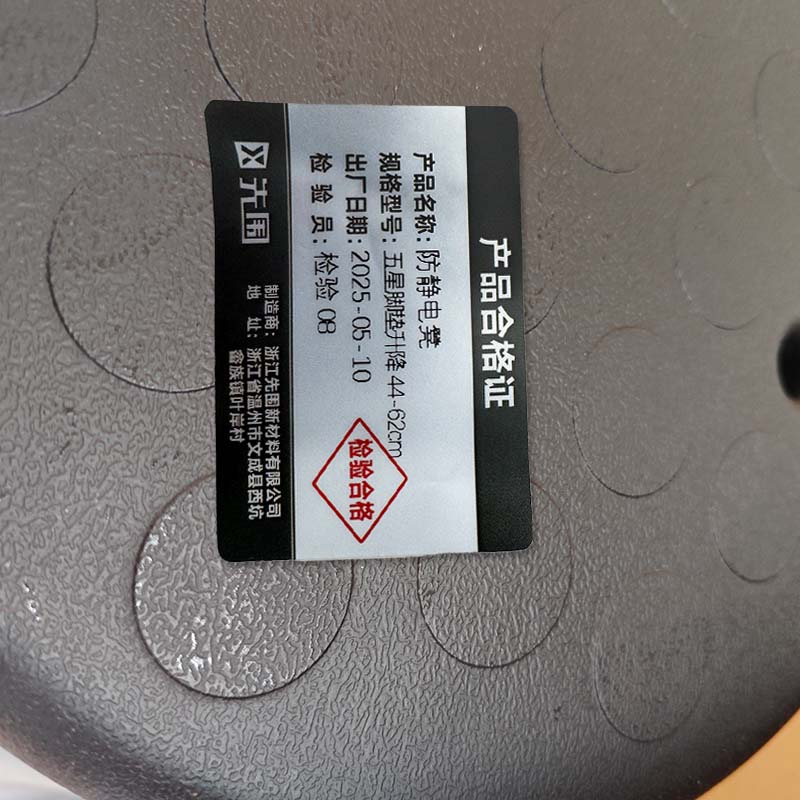 产品合格证
产品名称：防静电凳
规格型号：五星脚垫升降 44-62cm
出厂日期：2025-05-10
检 验 员：检验 08
检验合格
先围
制造商：浙江先围新材料有限公司
地 址：浙江省温州市文成县西坑
畲族镇叶岸村